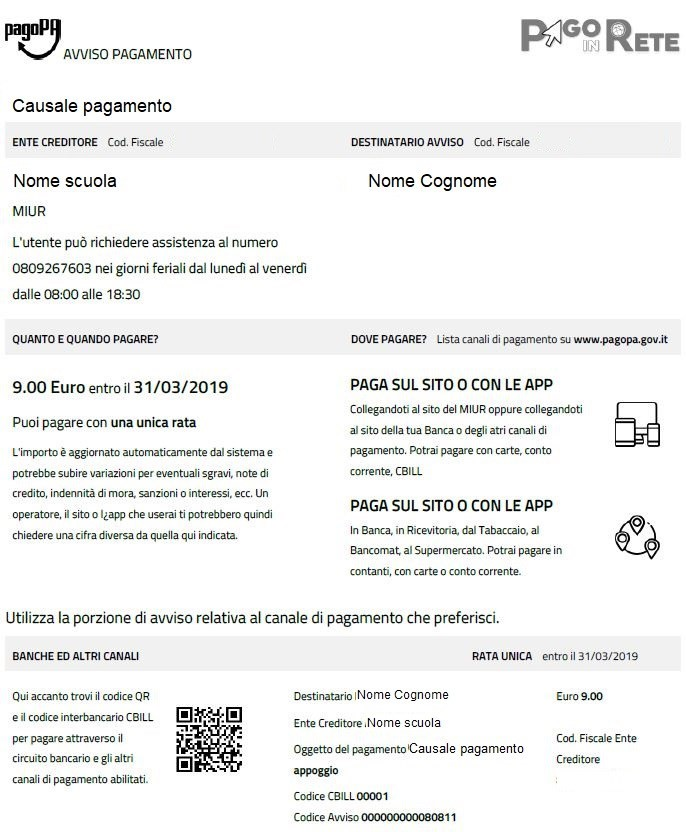 pagoPA
AVVISO PAGAMENTO
PAGO IN RETE
Causale pagamento
ENTE CREDITORE Cod. Fiscale
DESTINATARIO AVVISO Cod. Fiscale
Nome scuola
Nome Cognome
MIUR
L'utente può richiedere assistenza al numero
0809267603 nei giorni feriali dal lunedì al venerdì
dalle 08:00 alle 18:30
QUANTO E QUANDO PAGARE?
DOVE PAGARE? Lista canali di pagamento su www.pagopa.gov.it
9.00 Euro entro il 31/03/2019
Puoi pagare con una unica rata
L'importo è aggiornato automaticamente dal sistema e
potrebbe subire variazioni per eventuali sgravi, note di
credito, indennità di mora, sanzioni o interessi, ecc. Un
operatore, il sito o l¿app che userai ti potrebbero quindi
chiedere una cifra diversa da quella qui indicata.
PAGA SUL SITO O CON LE APP
Collegandoti al sito del MIUR oppure collegandoti
al sito della tua Banca o degli atri canali di
pagamento. Potrai pagare con carte, conto
corrente, CBILL
PAGA SUL SITO O CON LE APP
In Banca, in Ricevitoria, dal Tabaccaio, al
Bancomat, al Supermercato. Potrai pagare in
contanti, con carte o conto corrente.
Utilizza la porzione di avviso relativa al canale di pagamento che preferisci.
BANCHE ED ALTRI CANALI
RATA UNICA entro il 31/03/2019
Qui accanto trovi il codice QR
e il codice interbancario CBILL
per pagare attraverso il
circuito bancario e gli altri
canali di pagamento abilitati.
Destinatario Nome Cognome
Ente Creditore Nome scuola
Oggetto del pagamento Causale pagamento
appoggio
Codice CBILL 00001
Codice Avviso 000000000080811
Euro 9.00
Cod. Fiscale Ente
Creditore